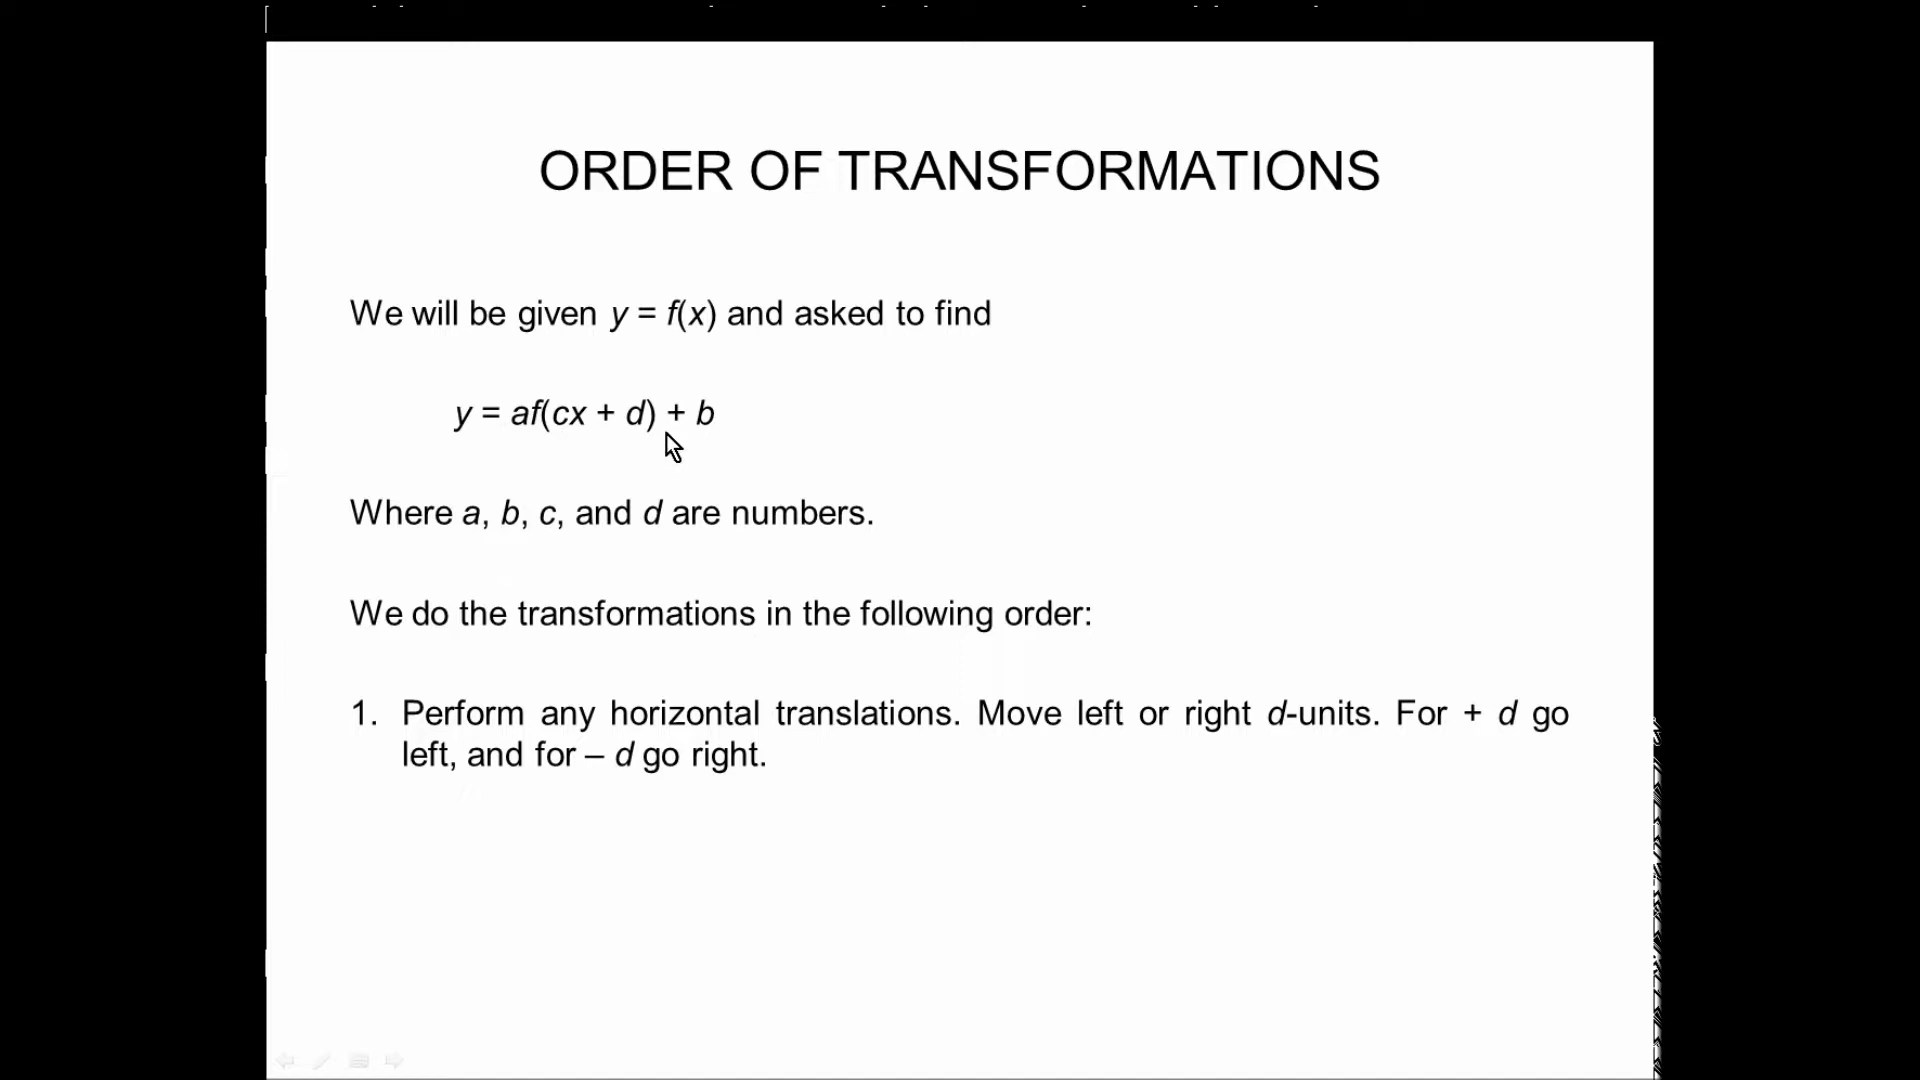 ORDER OF TRANSFORMATIONS
We will be given y = f(x) and asked to find
y = af(cx + d) + b
Where a, b, c, and d are numbers.
We do the transformations in the following order:
1. Perform any horizontal translations. Move left or right d-units. For + d go
left, and for – d go right.